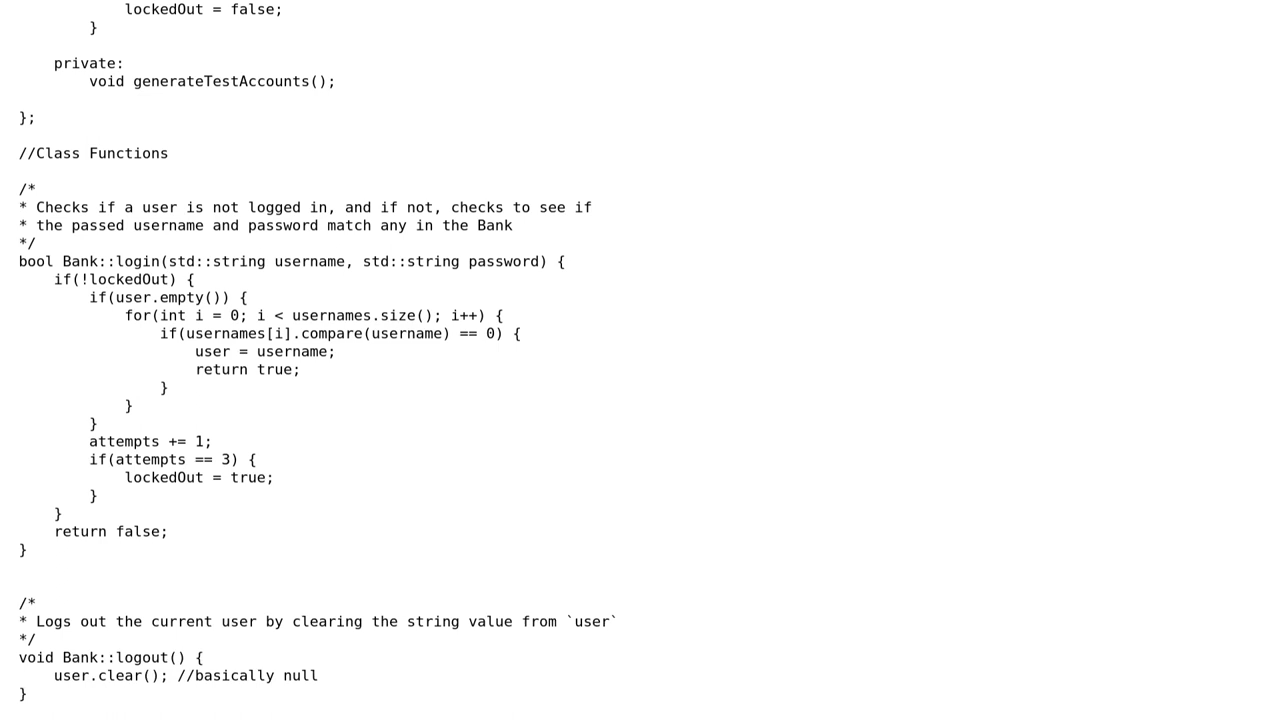 lockedOut = false;
        }

    private:
        void generateTestAccounts();

};

//Class Functions

/*
* Checks if a user is not logged in, and if not, checks to see if
* the passed username and password match any in the Bank
*/
bool Bank::login(std::string username, std::string password) {
    if(!lockedOut) {
        if(user.empty()) {
            for(int i = 0; i < usernames.size(); i++) {
                if(usernames[i].compare(username) == 0) {
                    user = username;
                    return true;
                }
            }
        }
        attempts += 1;
        if(attempts == 3) {
            lockedOut = true;
        }
    }
    return false;
}


/*
* Logs out the current user by clearing the string value from `user`
*/
void Bank::logout() {
    user.clear(); //basically null
}